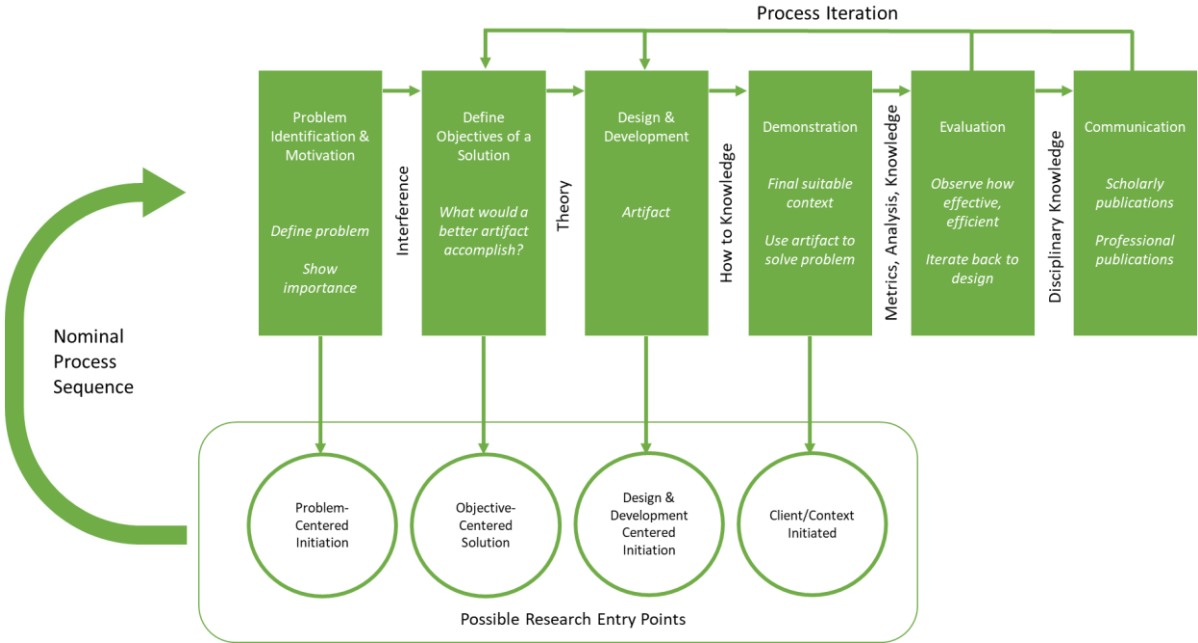 Process Iteration
Problem
Identification &
Motivation
Define problem
Show
importance
Interference
Define
Objectives of a
Solution
What would a
better artifact
accomplish?
Theory
Design &
Development
Artifact
How to Knowledge
Demonstration
Final suitable
context
Use artifact to
solve problem
Metrics, Analysis, Knowledge
Evaluation
Observe how
effective,
efficient
Iterate back to
design
Disciplinary Knowledge
Communication
Scholarly
publications
Professional
publications
Nominal
Process
Sequence
Problem-
Centered
Initiation
Objective-
Centered
Solution
Design &
Development
Centered
Initiation
Client/Context
Initiated
Possible Research Entry Points